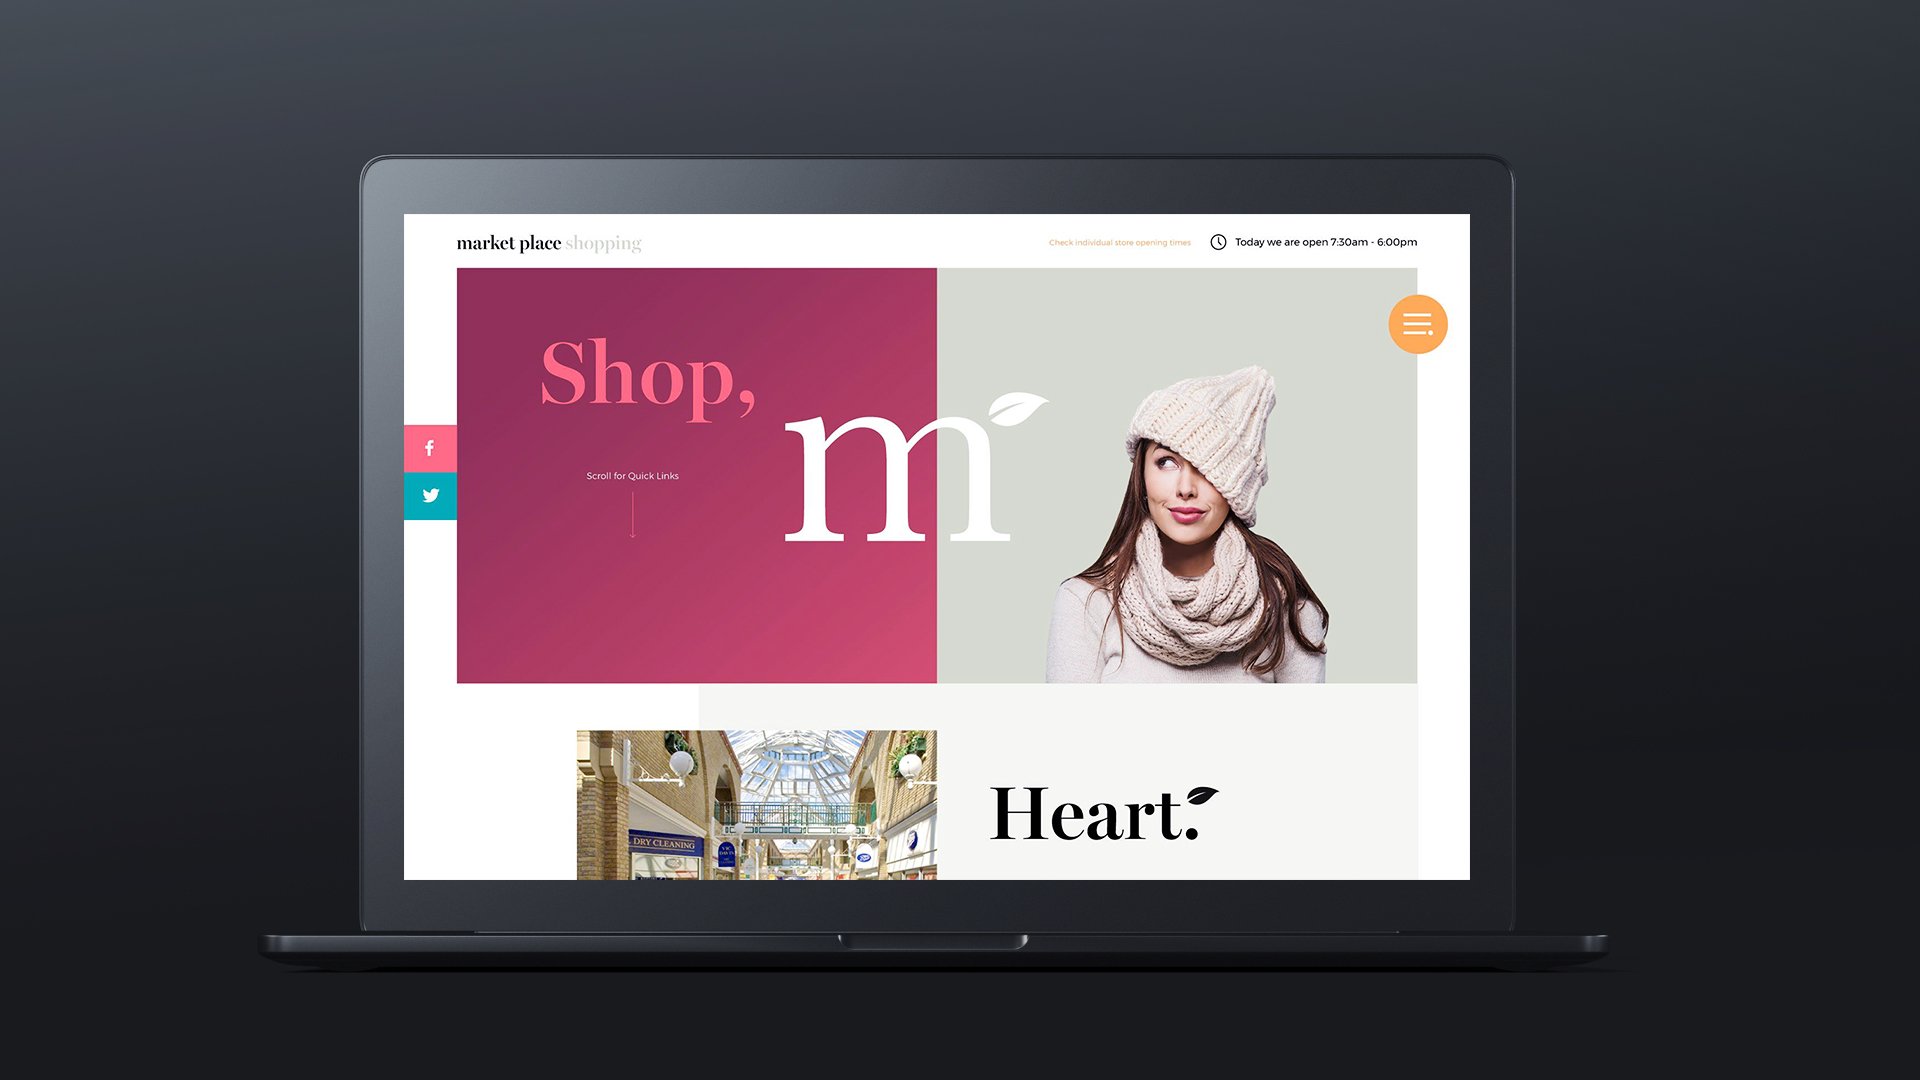 market place shopping
Check individual store opening times
Today we are open 7:30am - 6:00pm
Shop,
m
Scroll for Quick Links
DRY CLEANING
Boots
Heart.